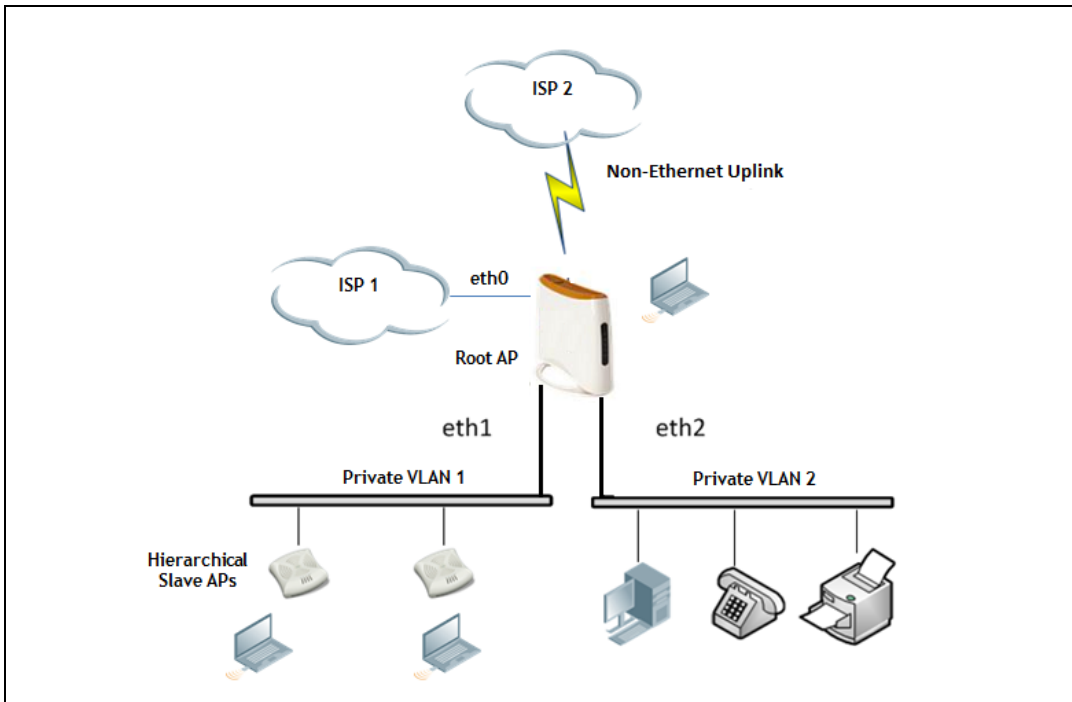 ISP 2
Non-Ethernet Uplink
ISP 1
eth0
Root AP
eth1
eth2
Private VLAN 1
Private VLAN 2
Hierarchical
Slave APs